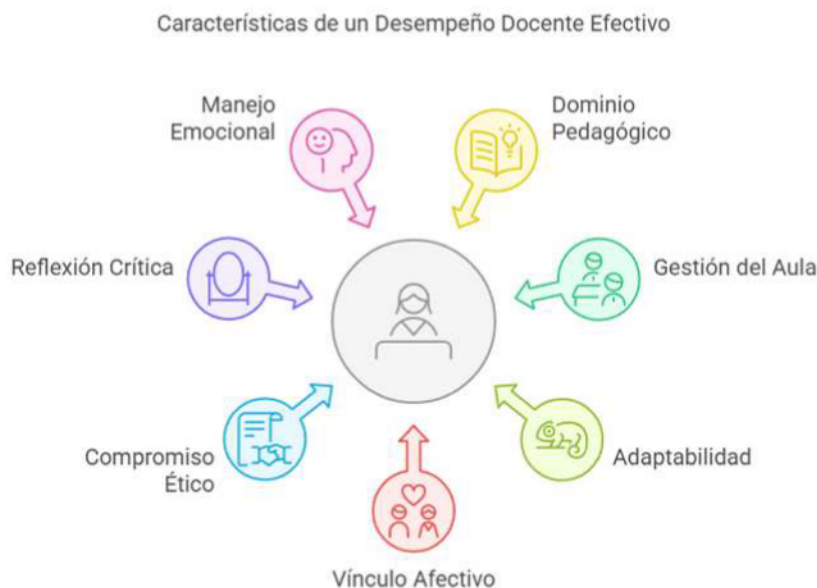 Características de un Desempeño Docente Efectivo
Manejo
Emocional
Dominio
Pedagógico
Reflexión Crítica
Gestión del Aula
Compromiso
Ético
Adaptabilidad
Vínculo Afectivo